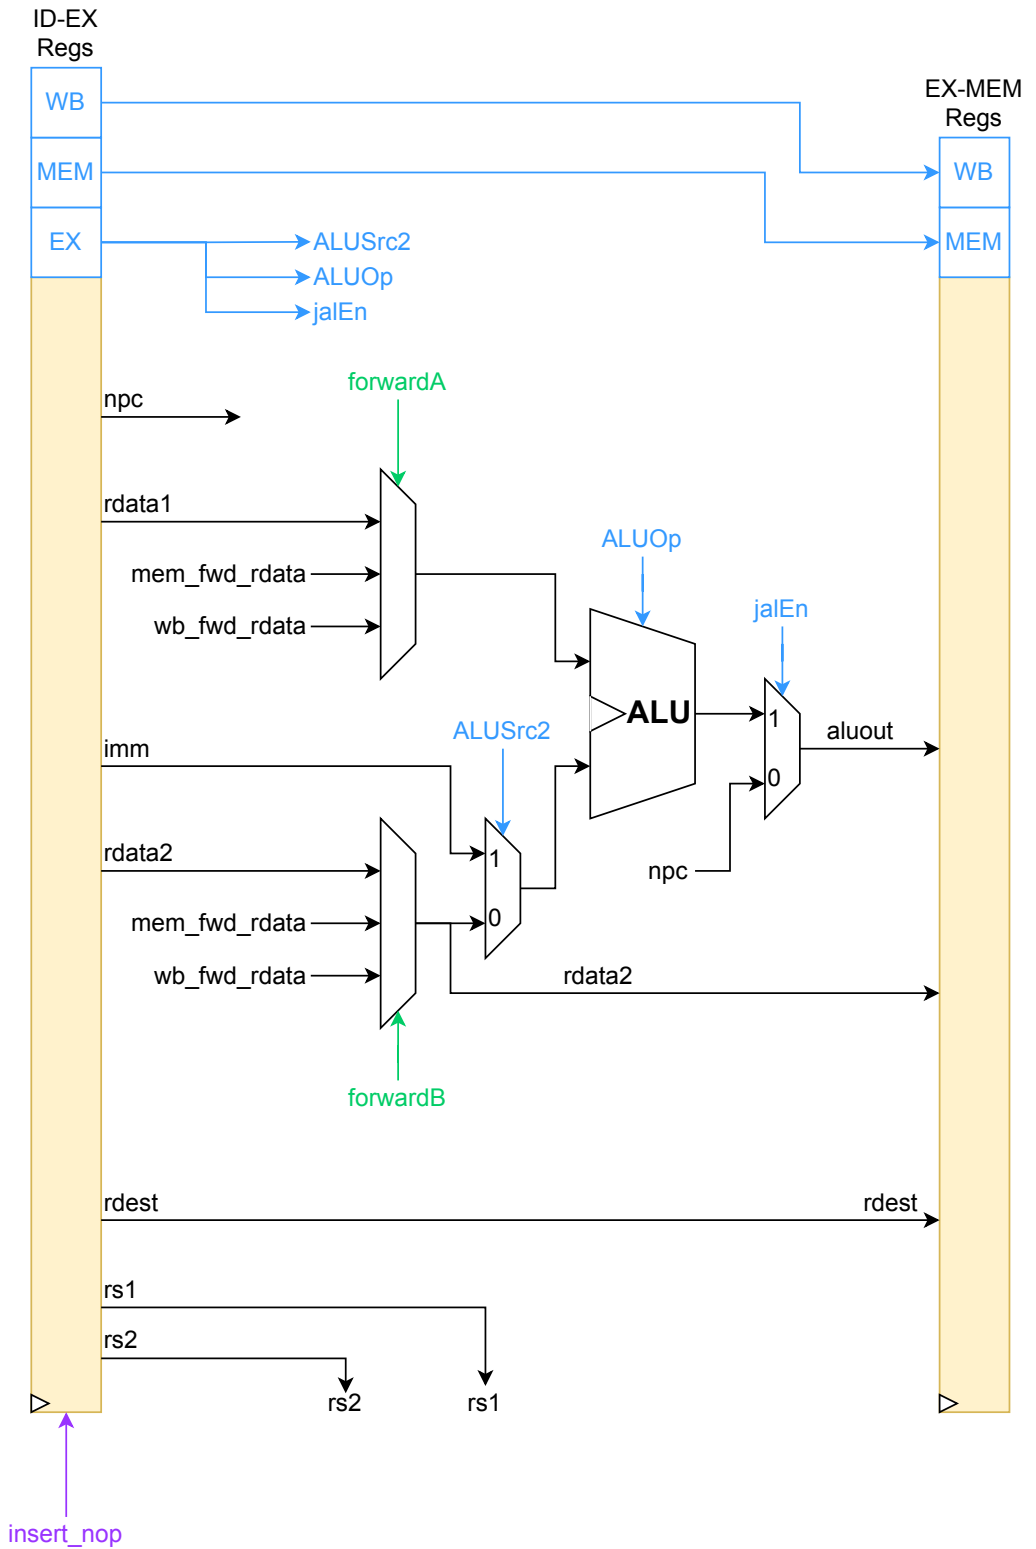 ID-EX
Regs
WB
EX-MEM
Regs
MEM
WB
EX
ALUSrc2
MEM
ALUOp
jalEn
forwardA
npc
rdata1
ALUOp
mem_fwd_rdata
jalEn
wb_fwd_rdata
ALU
1
ALUSrc2
aluout
imm
0
rdata2
1
npc
mem_fwd_rdata
0
wb_fwd_rdata
rdata2
forwardB
rdest
rdest
rs1
rs2
rs2
rs1
insert_nop